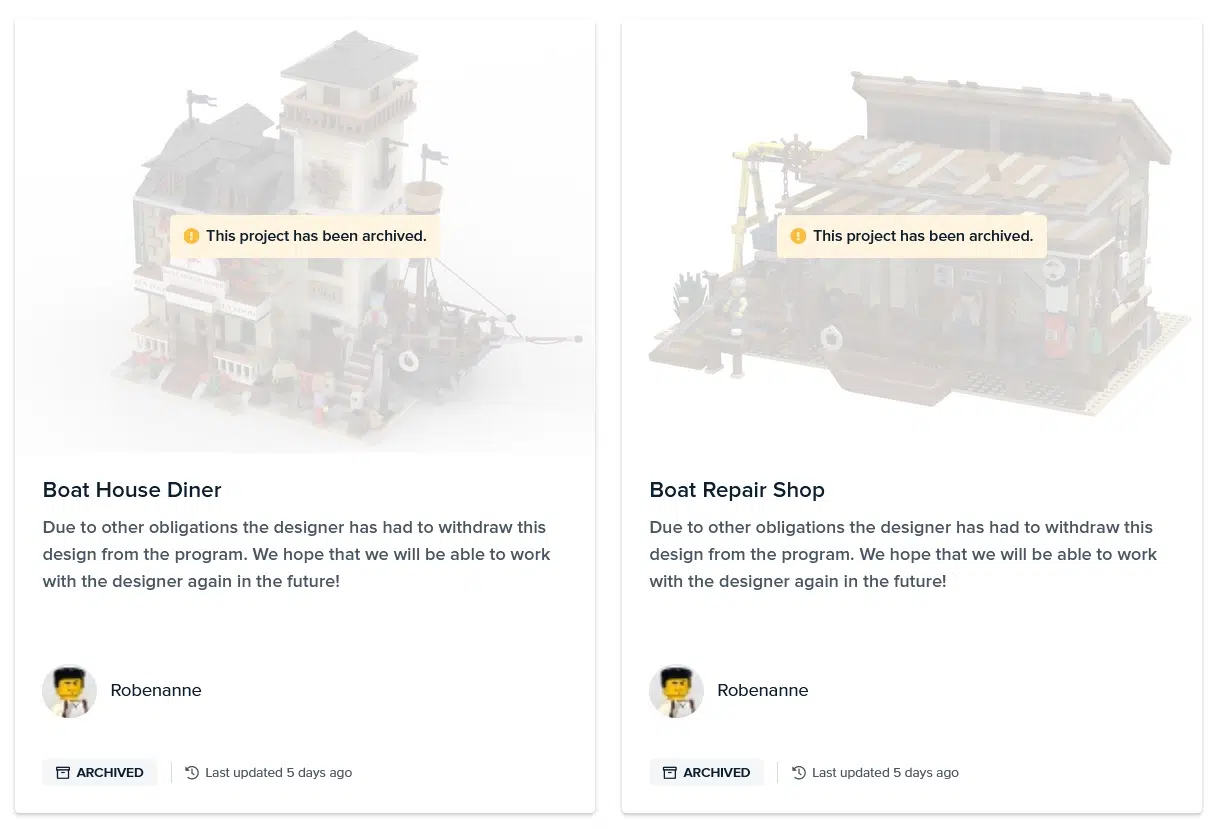 This project has been archived.
Boat House Diner
Due to other obligations the designer has had to withdraw this
design from the program. We hope that we will be able to work
with the designer again in the future!
Robenanne
ARCHIVED
Last updated 5 days ago
This project has been archived.
Boat Repair Shop
Due to other obligations the designer has had to withdraw this
design from the program. We hope that we will be able to work
with the designer again in the future!
Robenanne
ARCHIVED
Last updated 5 days ago